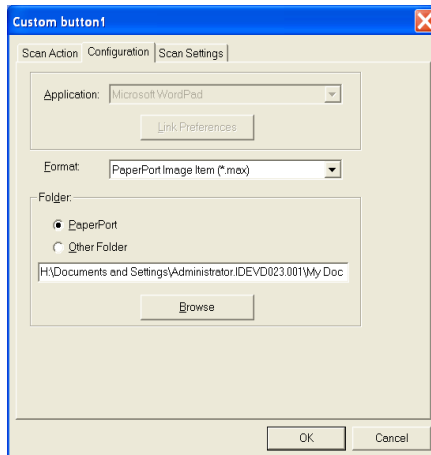 Custom button1
Scan Action Configuration Scan Settings
Application: Microsoft WordPad
Link Preferences
Format: PaperPort Image Item (*.max)
Folder:
PaperPort
Other Folder
H:\Documents and Settings\Administrator.IDEVD023.001\My Doc
Browse
OK Cancel